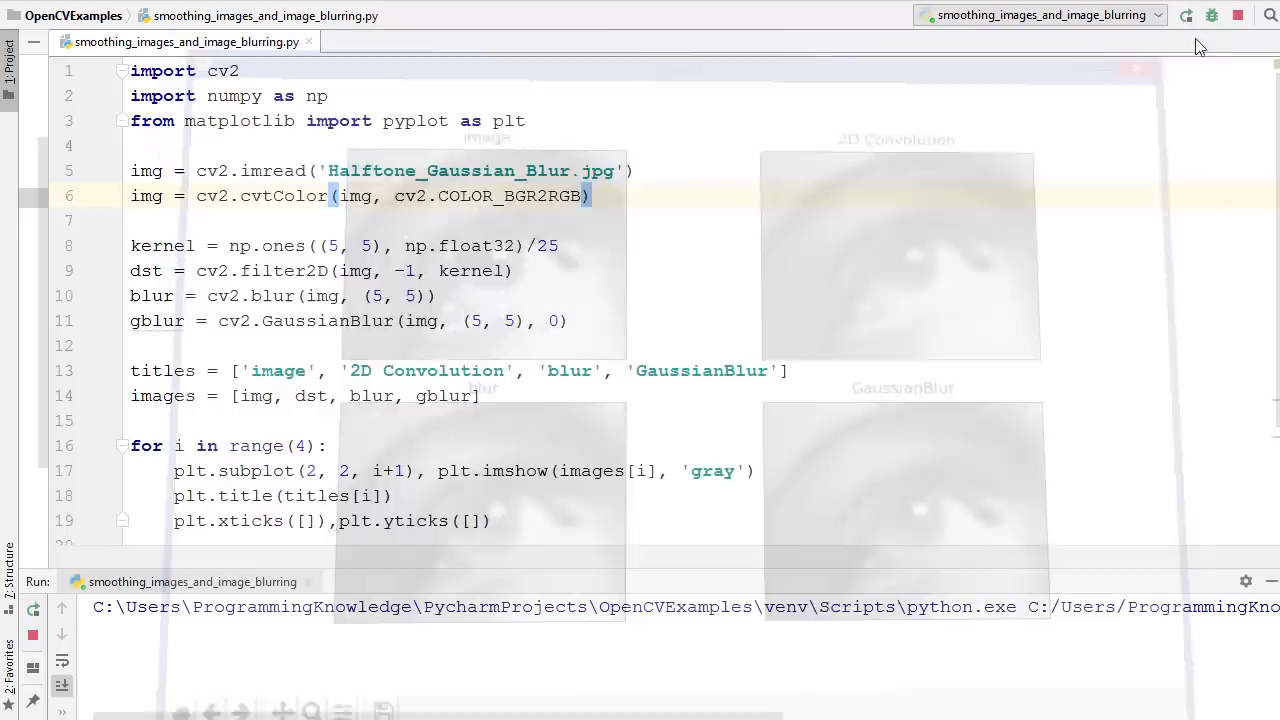 OpenCVExamples smoothing_images_and_image_blurring.py smoothing_images_and_image_blurring
1: Project
smoothing_images_and_image_blurring.py
1 import cv2
2 import numpy as np
3 from matplotlib import pyplot as plt
image 2D Convolution
4
5 img = cv2.imread('Halftone_Gaussian_Blur.jpg')
6 img = cv2.cvtColor(img, cv2.COLOR_BGR2RGB)
7
8 kernel = np.ones((5, 5), np.float32)/25
9 dst = cv2.filter2D(img, -1, kernel)
10 blur = cv2.blur(img, (5, 5))
11 gblur = cv2.GaussianBlur(img, (5, 5), 0)
12
13 titles = ['image', '2D Convolution', 'blur', 'GaussianBlur']
blur GaussianBlur
14 images = [img, dst, blur, gblur]
15
16 for i in range(4):
17 plt.subplot(2, 2, i+1), plt.imshow(images[i], 'gray')
18 plt.title(titles[i])
19 plt.xticks([]),plt.yticks([])
20
7: Structure
2: Favorites
Run: smoothing_images_and_image_blurring
C:\Users\ProgrammingKnowledge\PycharmProjects\OpenCVExamples\venv\Scripts\python.exe C:/Users/ProgrammingKno